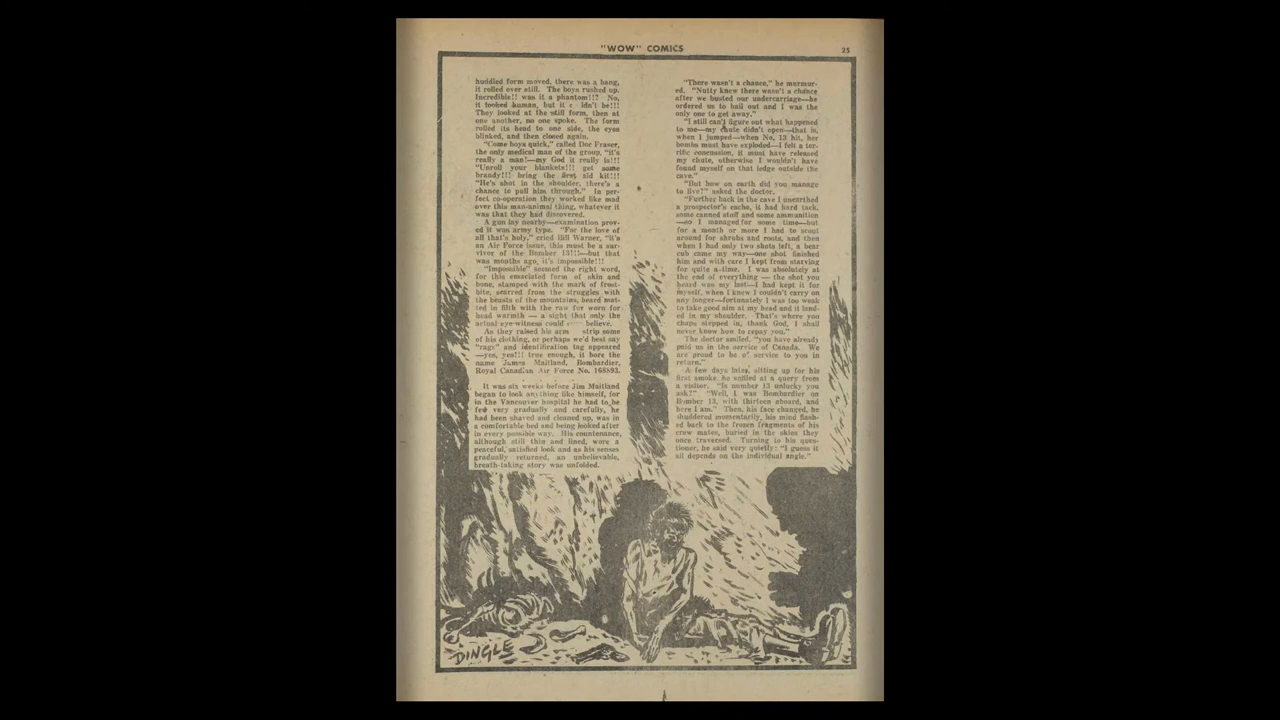 "WOW" COMICS
25
huddled form moved, there was a bang,
it rolled over still. The boys rushed up.
Incredible!! was it a phantom!!? No,
it looked human, but it c ldn't be!!!
They looked at the still form, then at
one another, no one spoke. The form
rolled its head to one side, the eyes
blinked, and then closed again.
"Come boys quick," called Doc Fraser,
the only medical man of the group, "it's
really a man!—my God it really is!!!
"Unroll your blankets!!! get some
brandy!!! bring the first aid kit!!!
"He's shot in the shoulder, there's a
chance to pull him through." In per-
fect co-operation they worked like mad
over this man-animal thing, whatever it
was that they had discovered.
A gun lay nearby—examination prov-
ed it was army type. "For the love of
all that's holy," cried Bill Warner, "it's
an Air Force issue, this must be a sur-
vivor of the Bomber 13!!!—but that
was months ago, it's impossible!!!
"Impossible" seemed the right word,
for this emaciated form of skin and
bone, stamped with the mark of frost-
bite, scarred from the struggles with
the beasts of the mountains, beard mat-
ted in filth with the raw fur worn for
head warmth — a sight that only the
actual eye-witness could believe.
As they raised his arm strip some
of his clothing, or perhaps we'd best say
"rags" and identification tag appeared
—yes, yes!!! true enough, it bore the
name James Maitland, Bombardier,
Royal Canadian Air Force No. 168893.
It was six weeks before Jim Maitland
began to look anything like himself, for
in the Vancouver hospital he had to be
fed very gradually and carefully, he
had been shaved and cleaned up, was in
a comfortable bed and being looked after
in every possible way. His countenance,
although still thin and lined, wore a
peaceful, satisfied look and as his senses
gradually returned, an unbelievable,
breath-taking story was unfolded.
"There wasn't a chance," he murmur-
ed. "Nutty knew there wasn't a chance
after we busted our undercarriage—he
ordered us to bail out and I was the
only one to get away."
"I still can't figure out what happened
to me—my chute didn't open—that is,
when I jumped—when No. 13 hit, her
bombs must have exploded—I felt a ter-
rific concussion, it must have released
my chute, otherwise I wouldn't have
found myself on that ledge outside the
cave."
"But how on earth did you manage
to live?" asked the doctor.
"Further back in the cave I unearthed
a prospector's cache, it had hard tack,
some canned stuff and some ammunition
—so I managed for some time—but
for a month or more I had to scout
around for shrubs and roots, and then
when I had only two shots left, a bear
cub came my way—one shot finished
him and with care I kept from starving
for quite a time. I was absolutely at
the end of everything — the shot you
heard was my last—I had kept it for
myself, when I knew I couldn't carry on
any longer—fortunately I was too weak
to take good aim at my head and it land-
ed in my shoulder. That's where you
chaps stepped in, thank God, I shall
never know how to repay you."
The doctor smiled, "you have already
paid us in the service of Canada. We
are proud to be of service to you in
return."
A few days later, sitting up for his
first smoke, he smiled at a query from
a visitor. "Is number 13 unlucky you
ask?" "Well, I was Bombardier on
Bomber 13, with thirteen aboard, and
here I am." Then, his face changed, he
shuddered momentarily, his mind flash-
ed back to the frozen fragments of his
crew mates, buried in the skies they
once traversed. Turning to his ques-
tioner, he said very quietly: "I guess it
all depends on the individual angle."
DINGLE